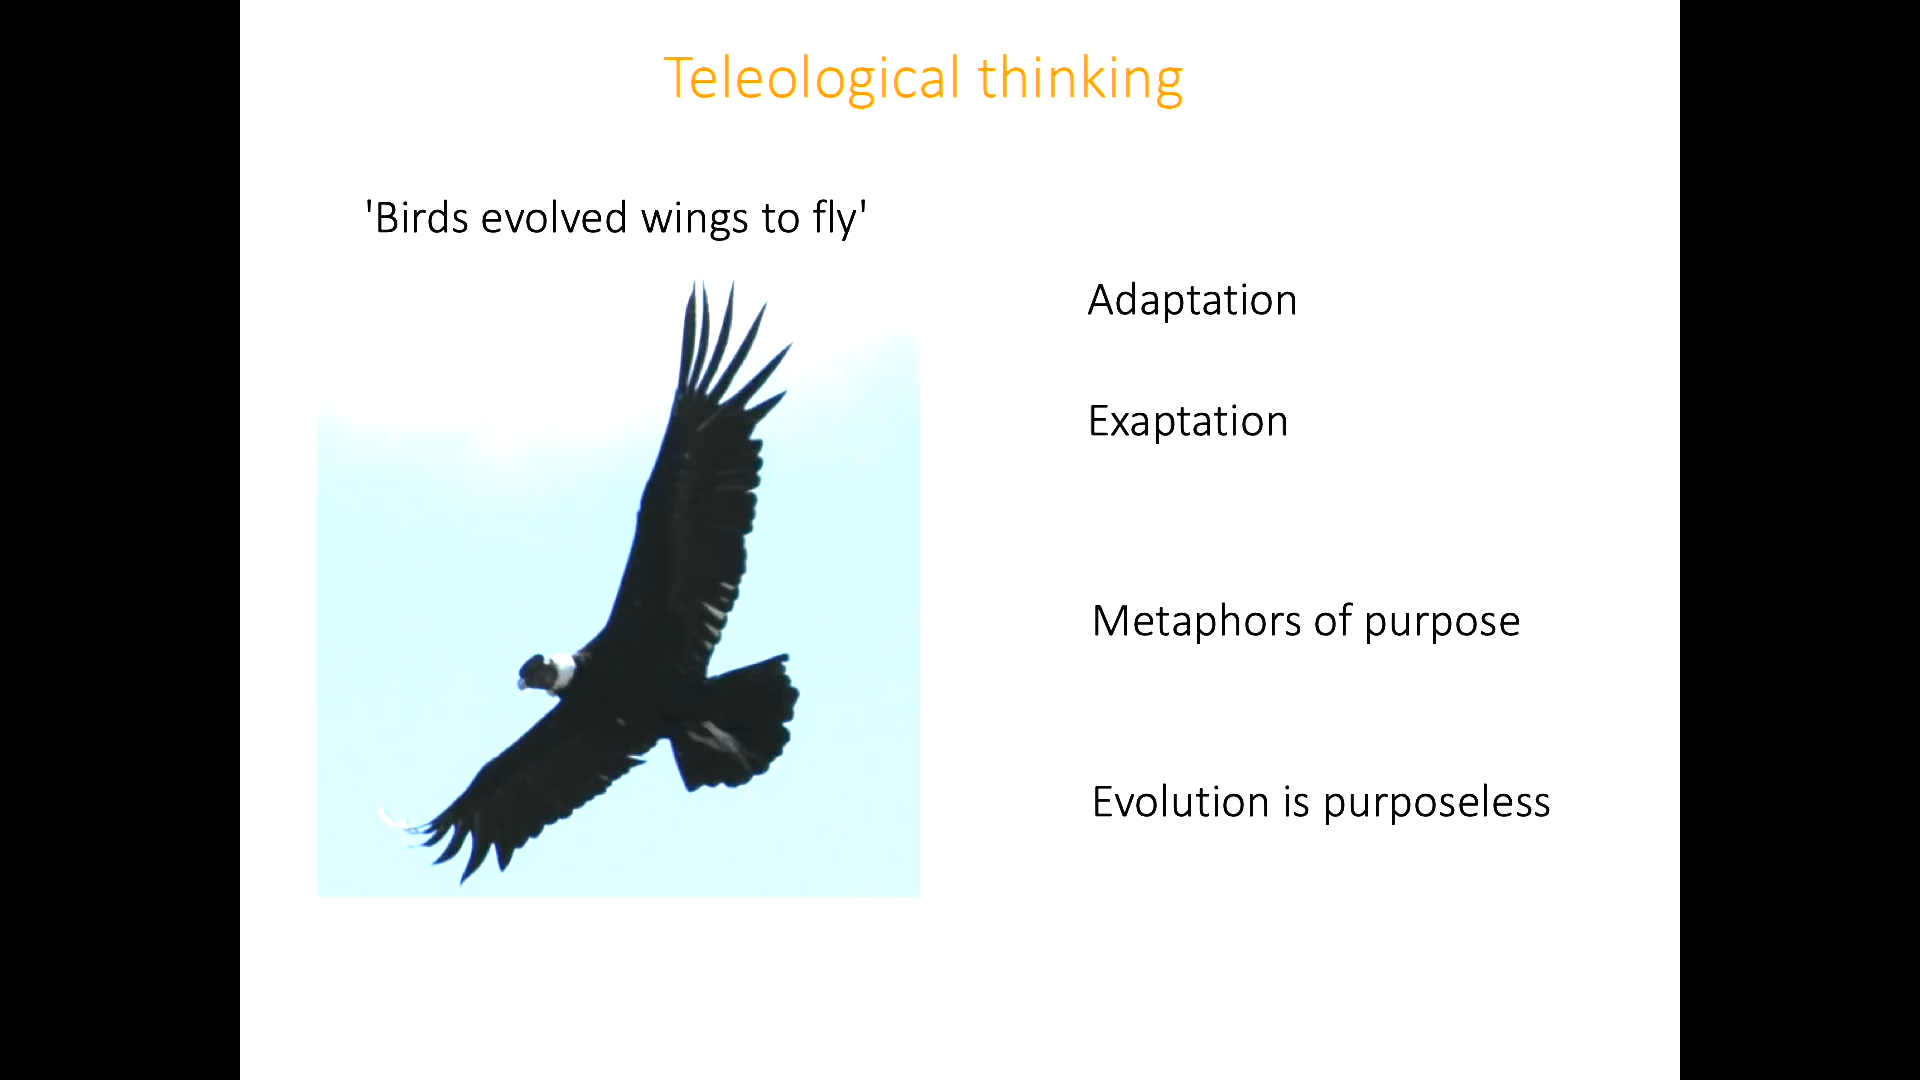 Teleological thinking
'Birds evolved wings to fly'
Adaptation
Exaptation
Metaphors of purpose
Evolution is purposeless